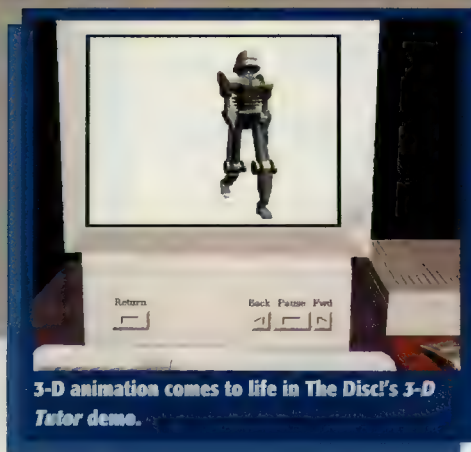 Return
Back Pause Fwd
3-D animation comes to life in The Disc!'s 3-D
Tutor demo.